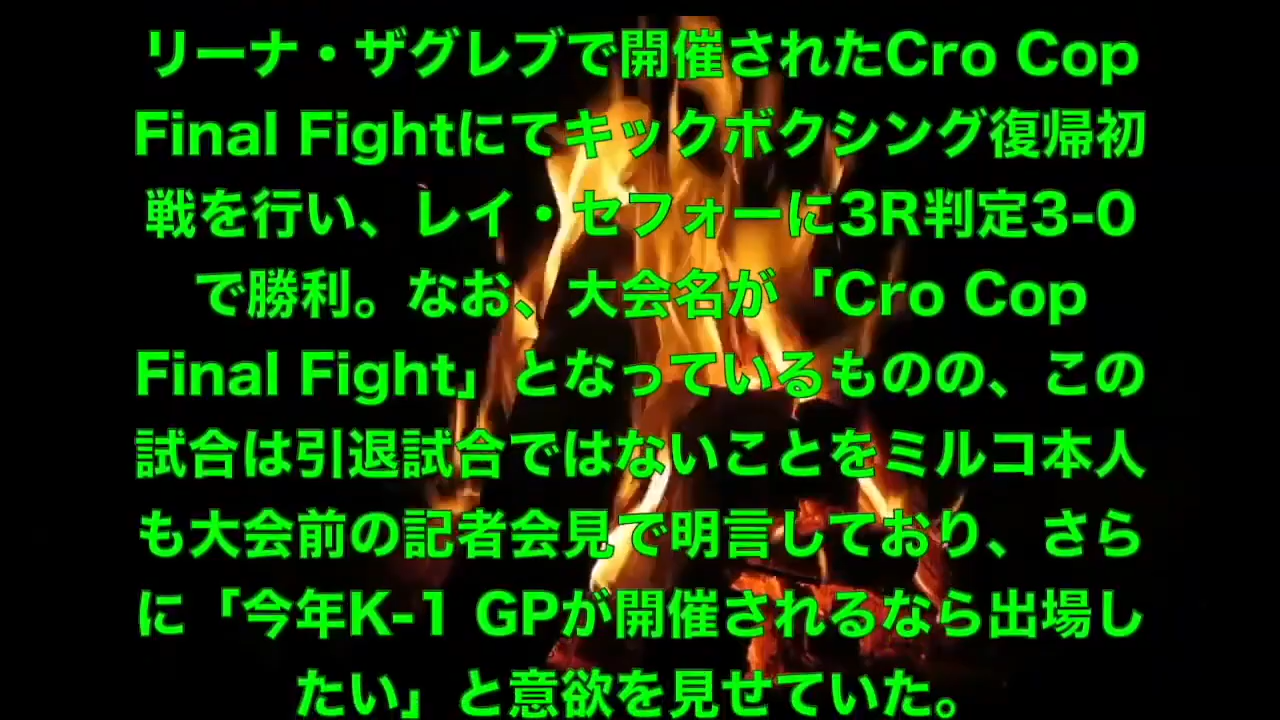 リーナ・ザグレブで開催されたCro Cop
Final Fightにてキックボクシング復帰初
戦を行い、レイ・セフォーに3R判定3-0
で勝利。なお、大会名が「Cro Cop
Final Fight」となっているものの、この
試合は引退試合ではないことをミルコ本人
も大会前の記者会見で明言しており、さら
に「今年K-1 GPが開催されるなら出場し
たい」と意欲を見せていた。